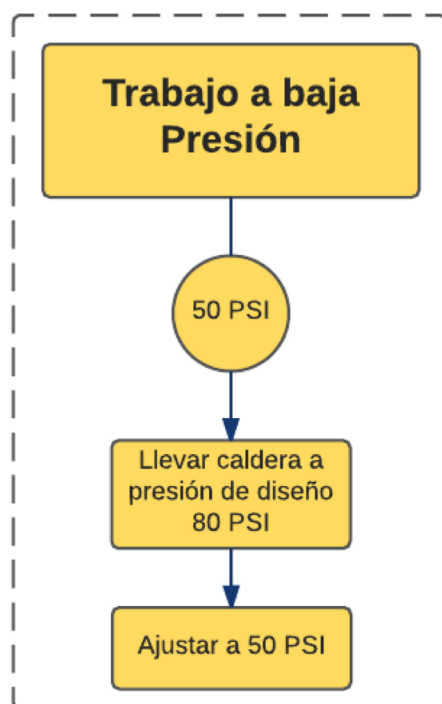 Trabajo a baja
Presión
50 PSI
Llevar caldera a
presión de diseño
80 PSI
Ajustar a 50 PSI